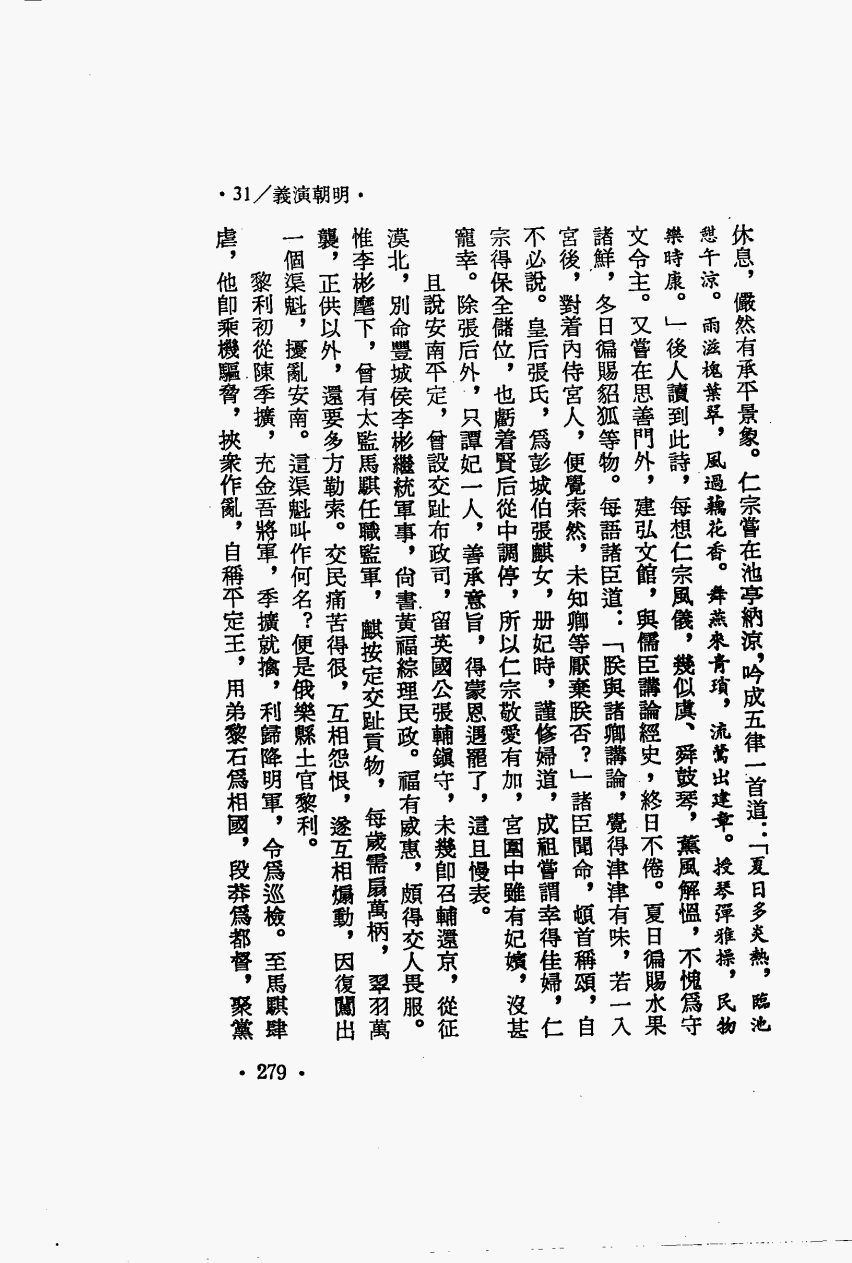 ·31/義演朝明·
休息，儼然有承平景象。仁宗嘗在池亭納涼，吟成五律一首道：「夏日多炎熱，臨池
憇午涼。雨滋槐葉翠，風過藕花香。舞燕來青瑣，流鶯出建章。援琴彈雅操，民物
樂時康。」後人讀到此詩，每想仁宗風儀，幾似虞、舜鼓琴，薰風解慍，不愧爲守
文令主。又嘗在思善門外，建弘文館，與儒臣講論經史，終日不倦。夏日徧賜水果
諸鮮，冬日徧賜貂狐等物。每語諸臣道：「朕與諸卿講論，覺得津津有味，若一入
宮後，對着內侍宮人，便覺索然，未知卿等厭棄朕否？」諸臣聞命，頓首稱頌，自
不必說。皇后張氏，爲彭城伯張麒女，册妃時，謹修婦道，成祖嘗謂幸得佳婦，仁
宗得保全儲位，也虧着賢后從中調停，所以仁宗敬愛有加，宮圍中雖有妃嬪，沒甚
寵幸。除張后外，只譚妃一人，善承意旨，得蒙恩遇罷了，這且慢表。
且說安南平定，曾設交趾布政司，留英國公張輔鎭守，未幾卽召輔還京，從征
漠北，別命豐城侯李彬繼統軍事，尙書黃福綜理民政。福有威惠，頗得交人畏服。
惟李彬麾下，曾有太監馬騏任職監軍，麒按定交趾貢物，每歲需扇萬柄，翠羽萬
襲，正供以外，還要多方勒索。交民痛苦得很，互相怨恨，遂互相煽動，因復闖出
一個渠魁，擾亂安南。這渠魁叫作何名？便是俄樂縣土官黎利。
黎利初從陳季擴，充金吾將軍，季擴就擒，利歸降明軍，令爲巡檢。至馬騏肆
虐，他卽乘機驅脅，挾衆作亂，自稱平定王，用弟黎石爲相國，段莽爲都督，聚黨
·279·